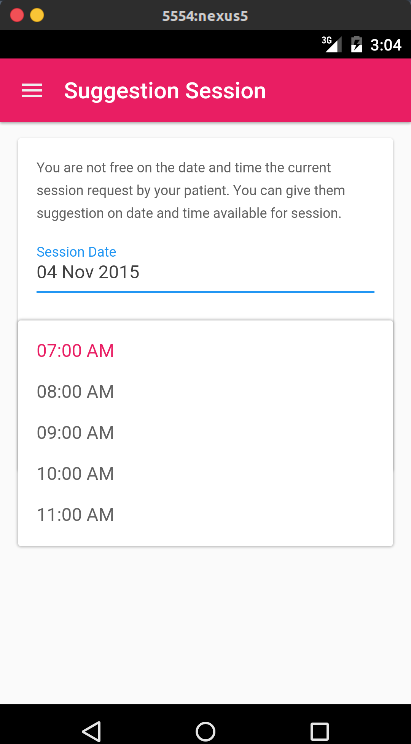 5554:nexus5
3G
3:04
Suggestion Session
You are not free on the date and time the current
session request by your patient. You can give them
suggestion on date and time available for session.
Session Date
04 Nov 2015
07:00 AM
08:00 AM
09:00 AM
10:00 AM
11:00 AM